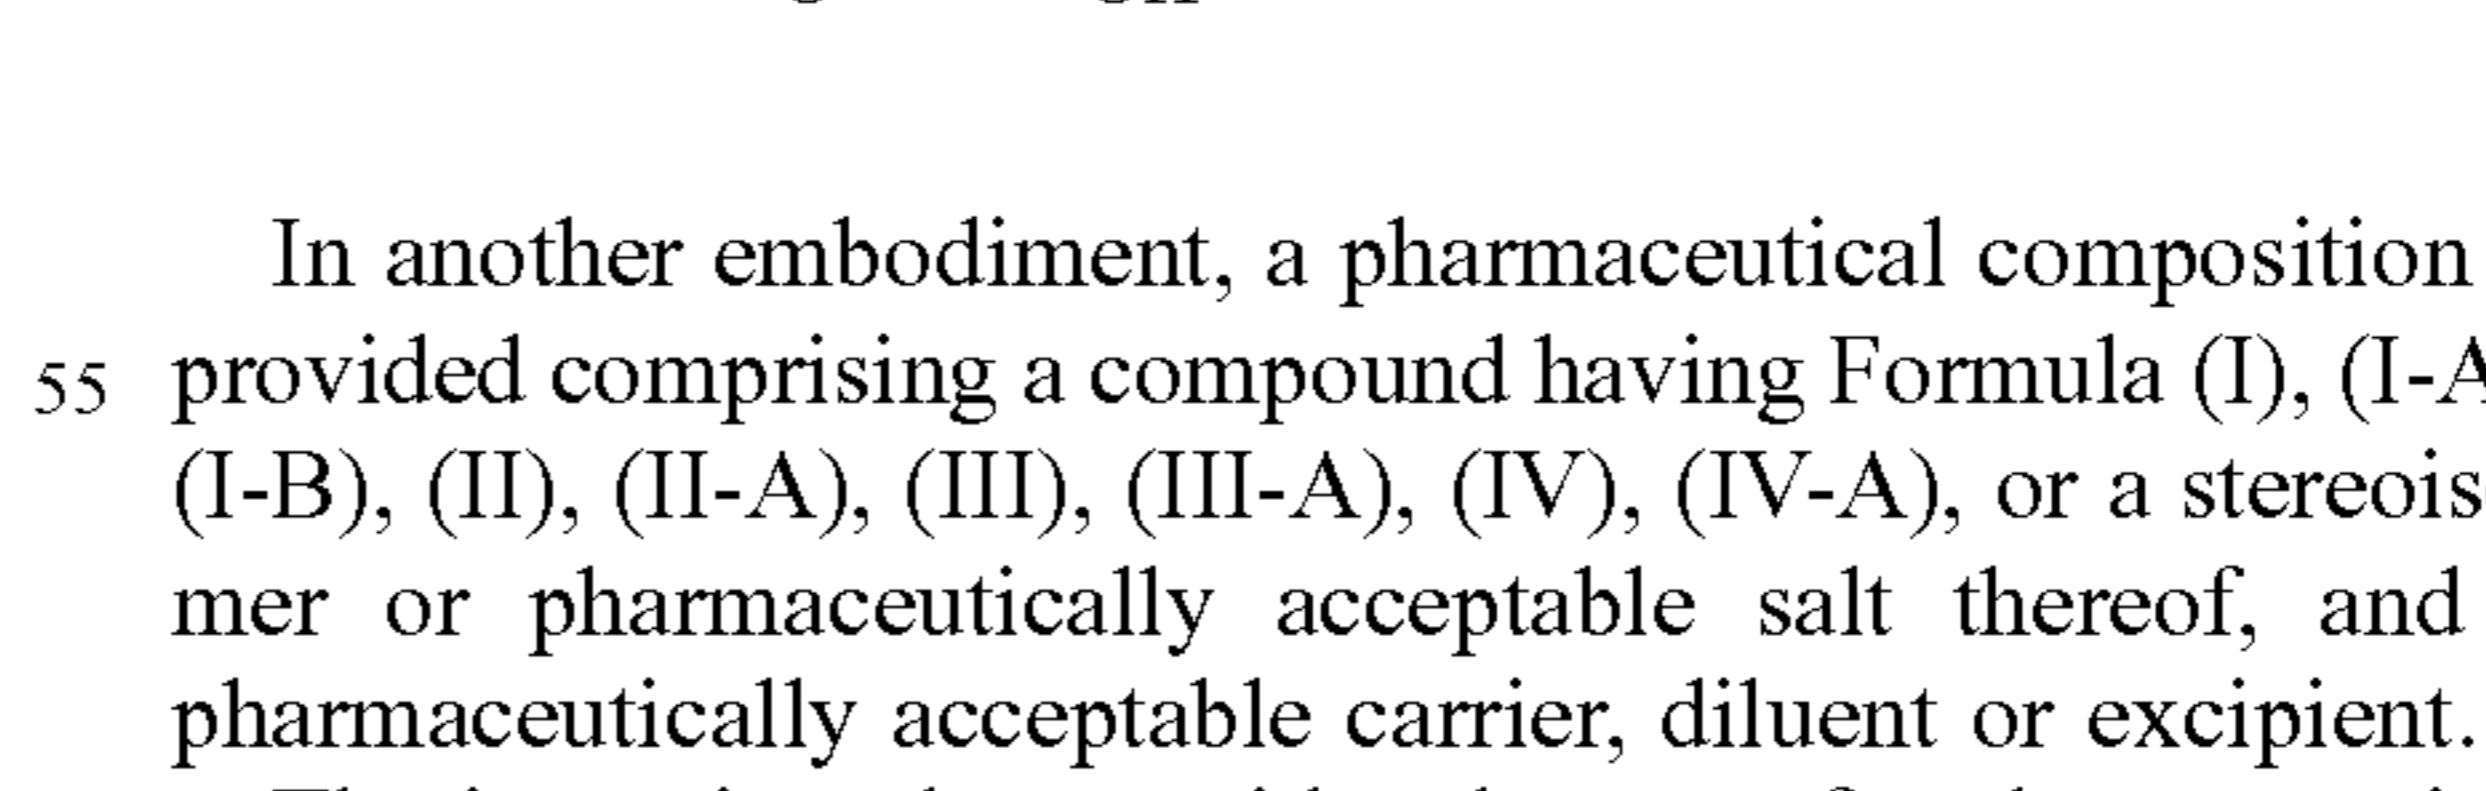 In another embodiment, a pharmaceutical composition
55 provided comprising a compound having Formula (I), (I-A
(I-B), (II), (II-A), (III), (III-A), (IV), (IV-A), or a stereois
mer or pharmaceutically acceptable salt thereof, and
pharmaceutically acceptable carrier, diluent or excipient.